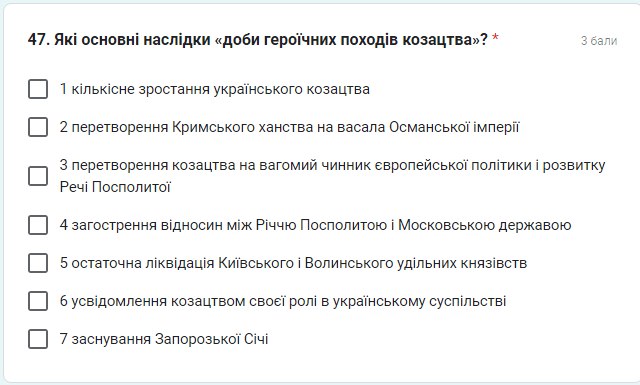 47. Які основні наслідки «доби героїчних походів козацтва»? *
3 бали
1 кількісне зростання українського козацтва
2 перетворення Кримського ханства на васала Османської імперії
3 перетворення козацтва на вагомий чинник європейської політики і розвитку
Речі Посполитої
4 загострення відносин між Річчю Посполитою і Московською державою
5 остаточна ліквідація Київського і Волинського удільних князівств
6 усвідомлення козацтвом своєї ролі в українському суспільстві
7 заснування Запорозької Січі